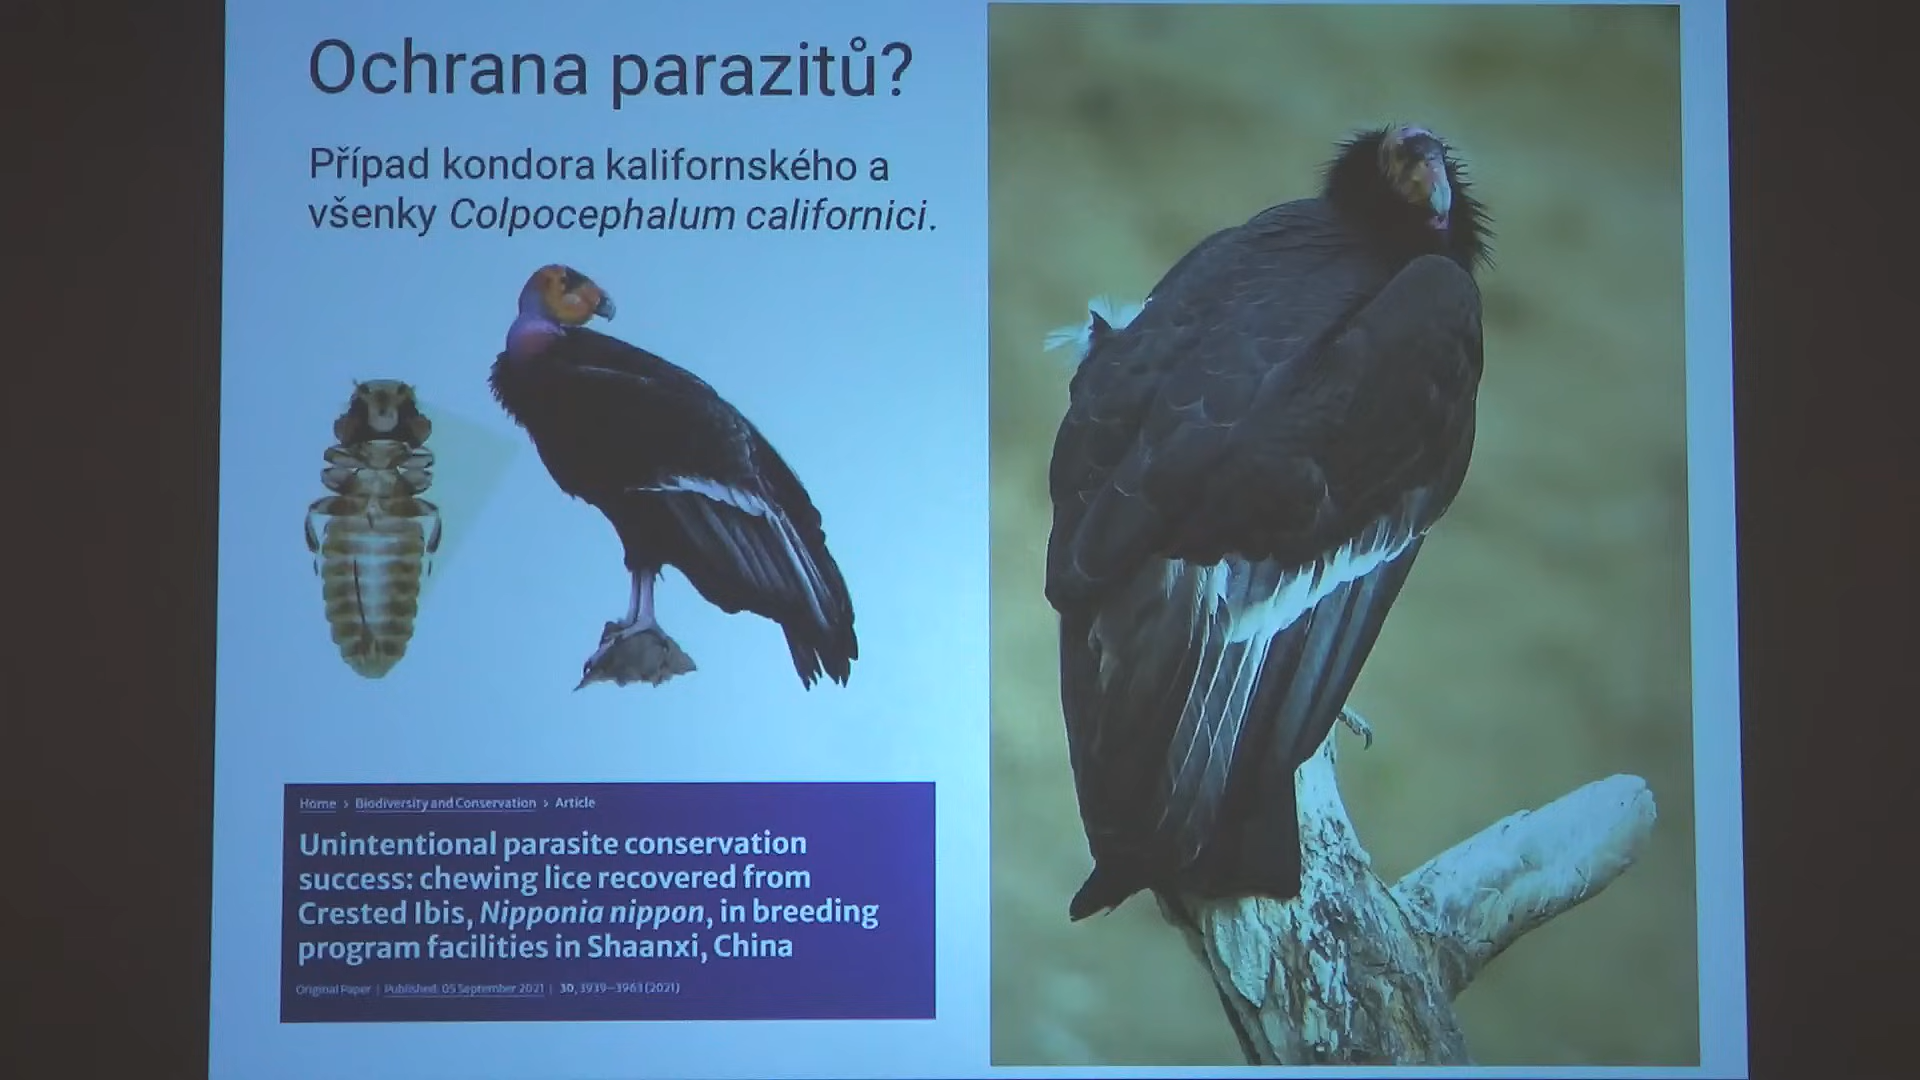 Ochrana parazitů?
Případ kondora kalifornského a
všenky Colpocephalum californici.
Home > Biodiversity and Conservation > Article
Unintentional parasite conservation
success: chewing lice recovered from
Crested Ibis, Nipponia nippon, in breeding
program facilities in Shaanxi, China
Original Paper | Published: 05 September 2021 | 30, 3939–3963 (2021)